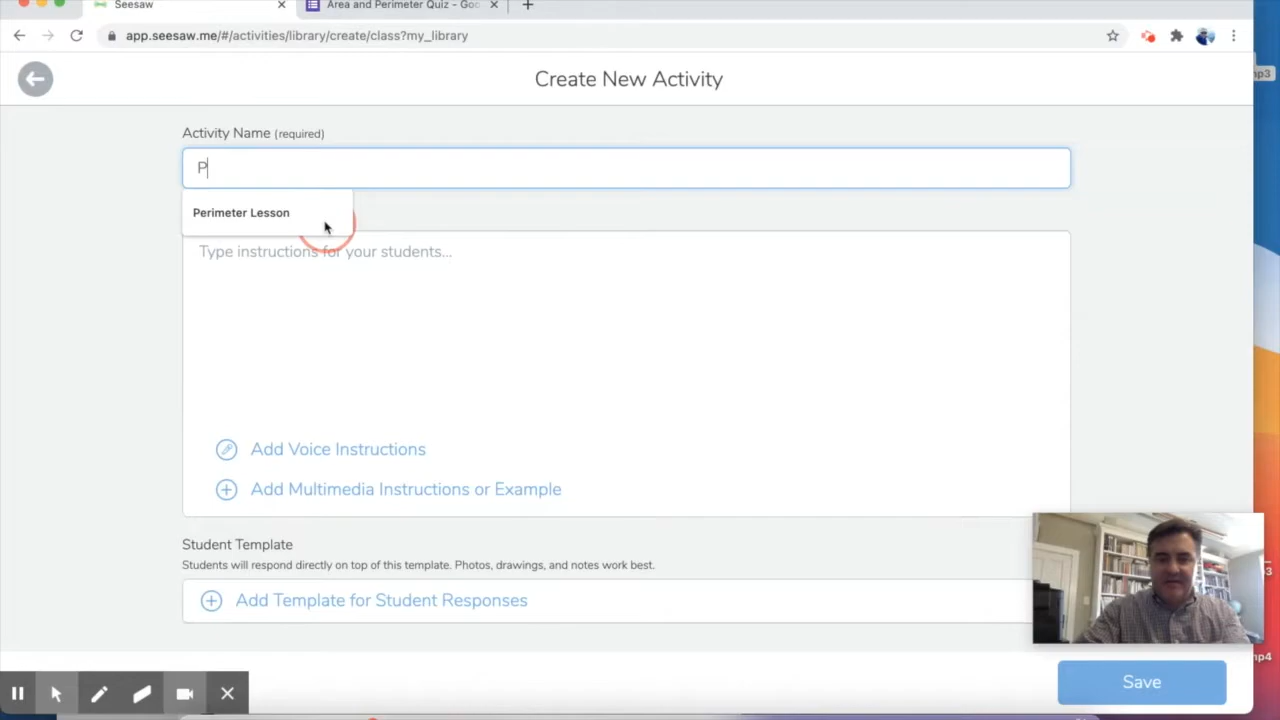 Seesaw
Area and Perimeter Quiz - Goo
app.seesaw.me/#/activities/library/create/class?my_library
Create New Activity
Activity Name (required)
P
Perimeter Lesson
Type instructions for your students...
Add Voice Instructions
Add Multimedia Instructions or Example
Student Template
Students will respond directly on top of this template. Photos, drawings, and notes work best.
Add Template for Student Responses
Save
p3
mp4